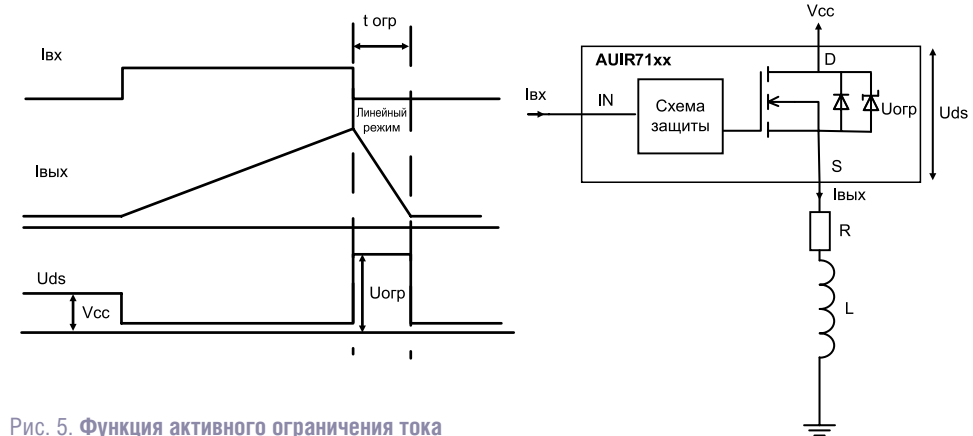 t огр
Iвх
Линейный
режим
Iвых
Uds
Vcc
Uогр
Vcc
AUIR71xx
D
Iвх
IN
Схема
защиты
Uогр
Uds
S
Iвых
R
L
Рис. 5. Функция активного ограничения тока